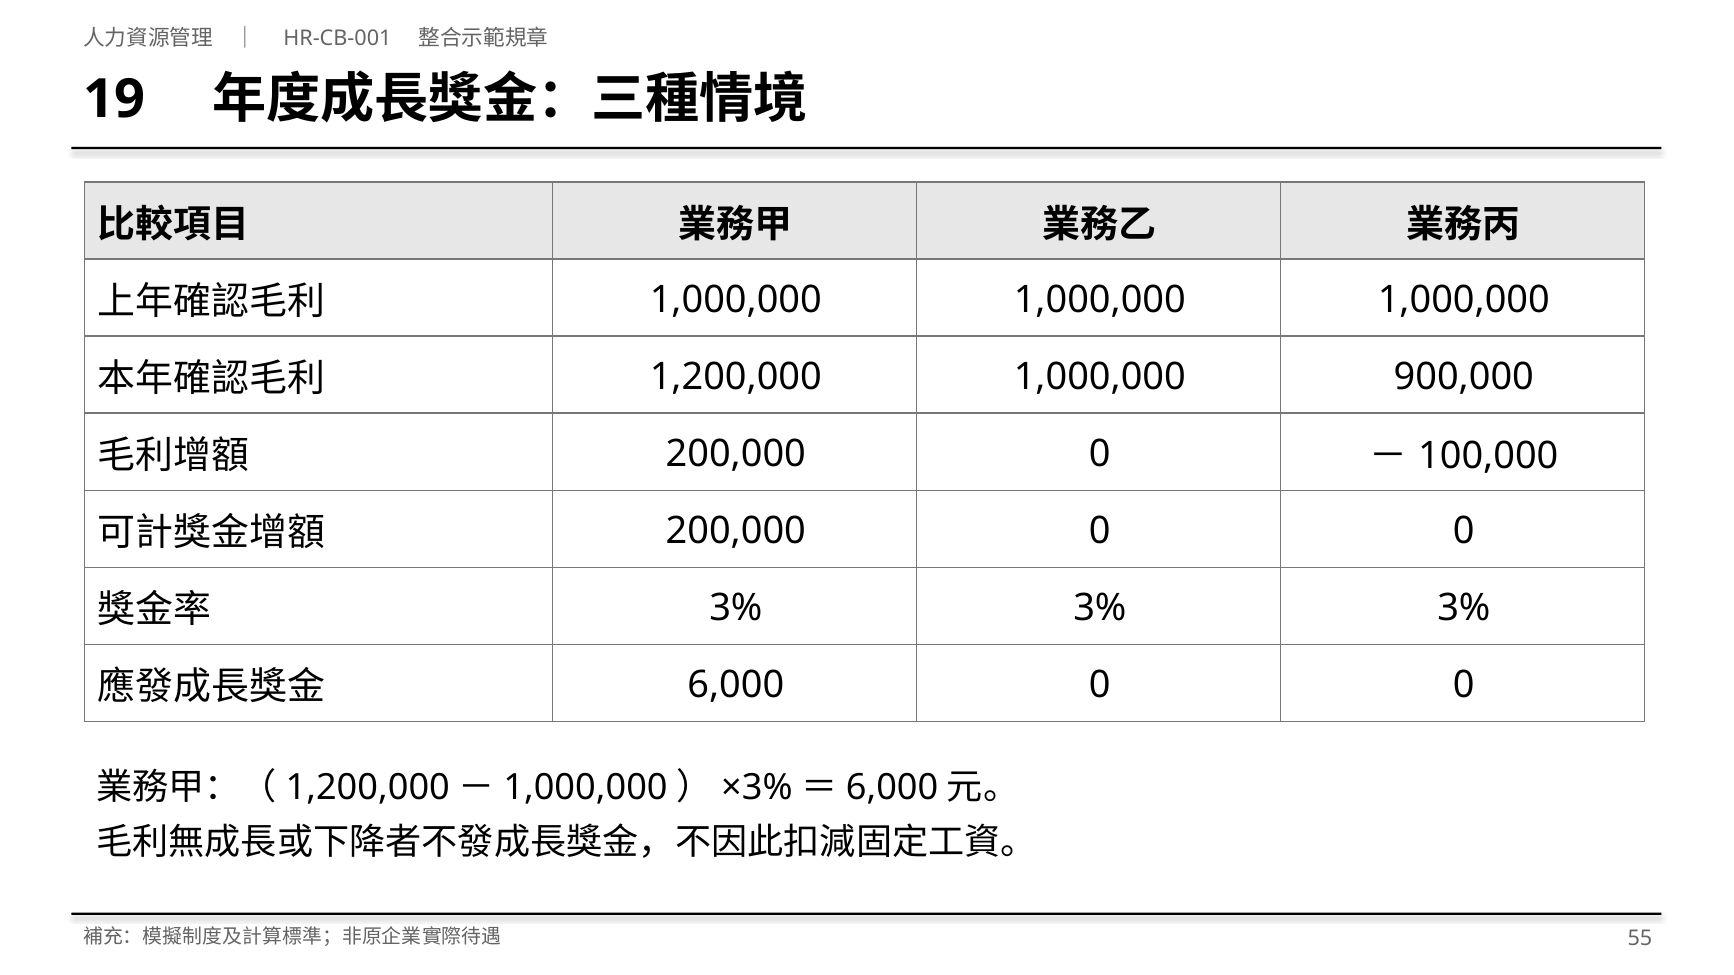 人力資源管理　｜　HR-CB-001　整合示範規章
19　年度成長獎金：三種情境
比較項目　業務甲　業務乙　業務丙
上年確認毛利　1,000,000　1,000,000　1,000,000
本年確認毛利　1,200,000　1,000,000　900,000
毛利增額　200,000　0　－100,000
可計獎金增額　200,000　0　0
獎金率　3%　3%　3%
應發成長獎金　6,000　0　0
業務甲：（1,200,000－1,000,000）×3%＝6,000元。
毛利無成長或下降者不發成長獎金，不因此扣減固定工資。
補充：模擬制度及計算標準；非原企業實際待遇
55